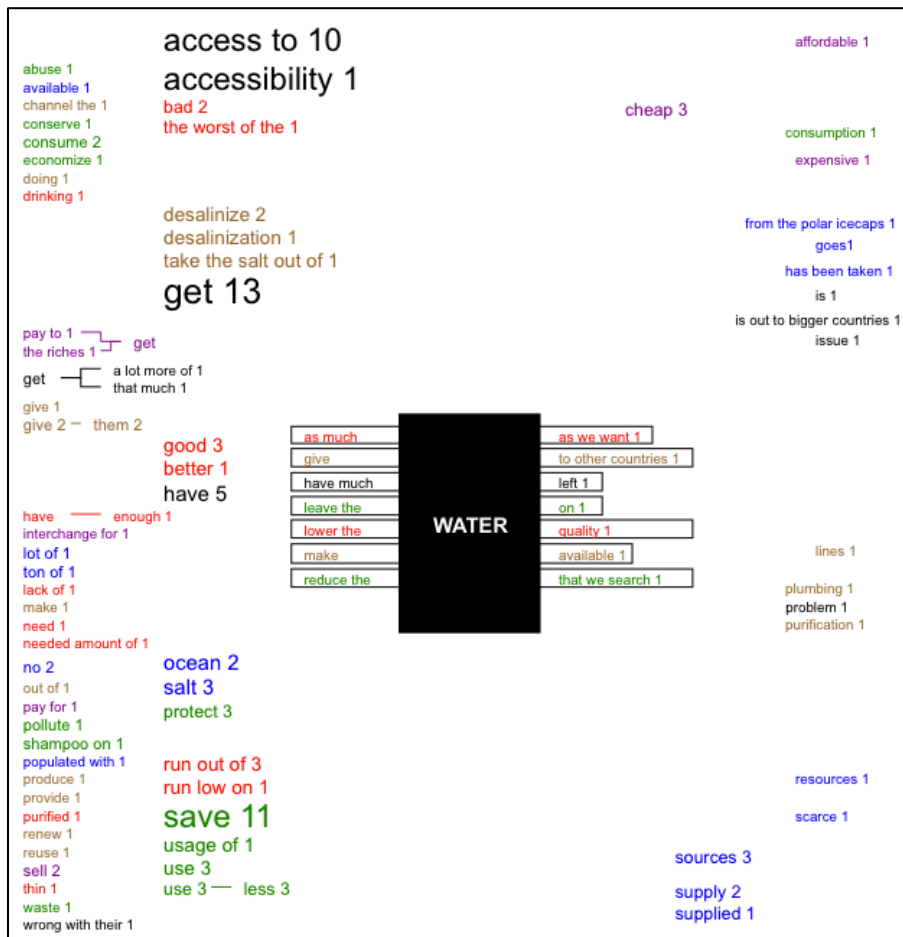 access to 10
accessibility 1
bad 2
the worst of the 1
abuse 1
available 1
channel the 1
conserve 1
consume 2
economize 1
doing 1
drinking 1
desalinize 2
desalinization 1
take the salt out of 1
get 13
pay to 1
the riches 1
get
get
a lot more of 1
that much 1
give 1
give 2 them 2
good 3
better 1
have 5
have enough 1
interchange for 1
lot of 1
ton of 1
lack of 1
make 1
need 1
needed amount of 1
no 2
out of 1
pay for 1
pollute 1
shampoo on 1
populated with 1
produce 1
provide 1
purified 1
renew 1
reuse 1
sell 2
thin 1
waste 1
wrong with their 1
ocean 2
salt 3
protect 3
run out of 3
run low on 1
save 11
usage of 1
use 3
use 3 less 3
as much
give
have much
leave the
lower the
make
reduce the
WATER
as we want 1
to other countries 1
left 1
on 1
quality 1
available 1
that we search 1
affordable 1
cheap 3
consumption 1
expensive 1
from the polar icecaps 1
goes1
has been taken 1
is 1
is out to bigger countries 1
issue 1
lines 1
plumbing 1
problem 1
purification 1
resources 1
scarce 1
sources 3
supply 2
supplied 1